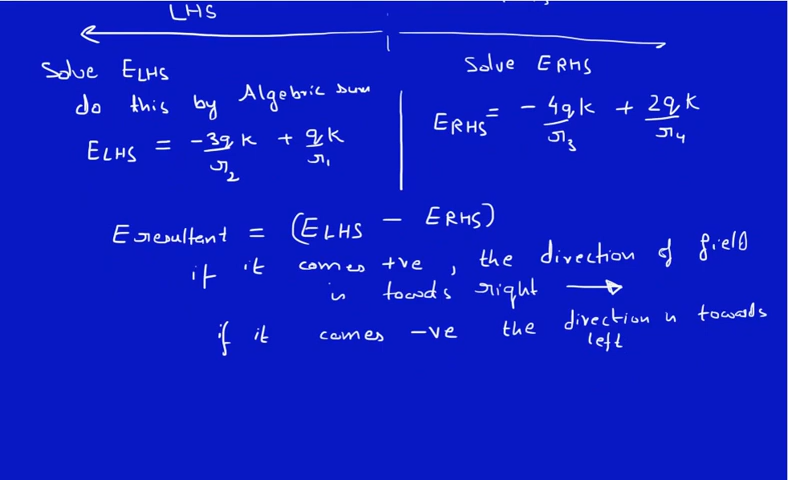 LHS
Solve ELHS
do this by Algebric sum
ELHS = -3qk/r2 + qk/r1
Solve ERHS
ERHS = -4qk/r3 + 2qk/r4
Eresultant = (ELHS - ERHS)
if it comes +ve, the direction of field
is towds right →
if it comes -ve the direction is towards
left